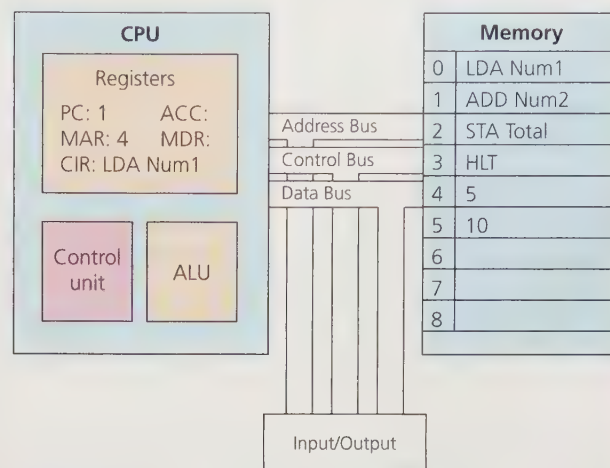 CPU
Registers
PC: 1 ACC:
MAR: 4 MDR:
CIR: LDA Num1
Control
unit
ALU
Address Bus
Control Bus
Data Bus
Memory
0 LDA Num1
1 ADD Num2
2 STA Total
3 HLT
4 5
5 10
6
7
8
Input/Output